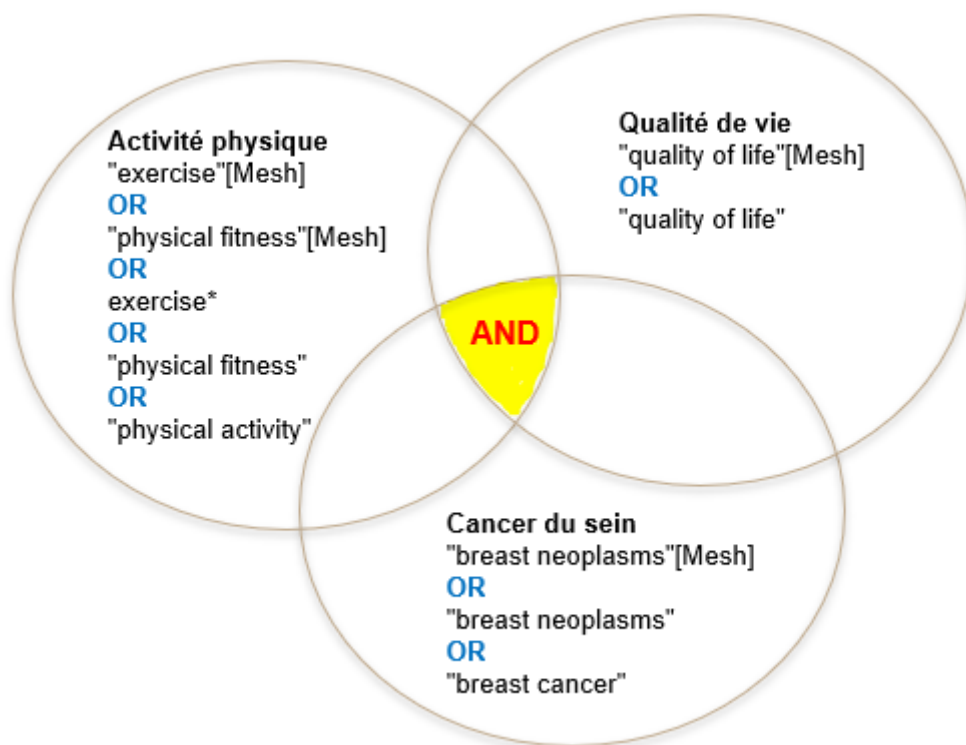 Activité physique
"exercise"[Mesh]
OR
"physical fitness"[Mesh]
OR
exercise*
OR
"physical fitness"
OR
"physical activity"
Qualité de vie
"quality of life"[Mesh]
OR
"quality of life"
AND
Cancer du sein
"breast neoplasms"[Mesh]
OR
"breast neoplasms"
OR
"breast cancer"